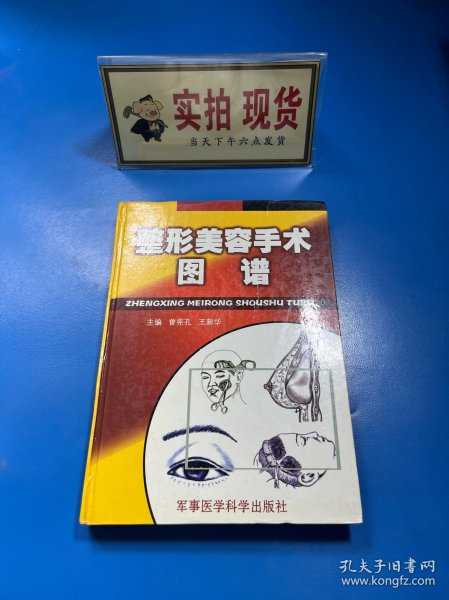 实拍 现货
当天下午六点发货
整形美容手术
图 谱
ZHENGXING MEIRONG SHOUSHU TUPU
主编 曾宪孔 王新华
军事医学科学出版社
孔夫子旧书网
www.kongfz.com